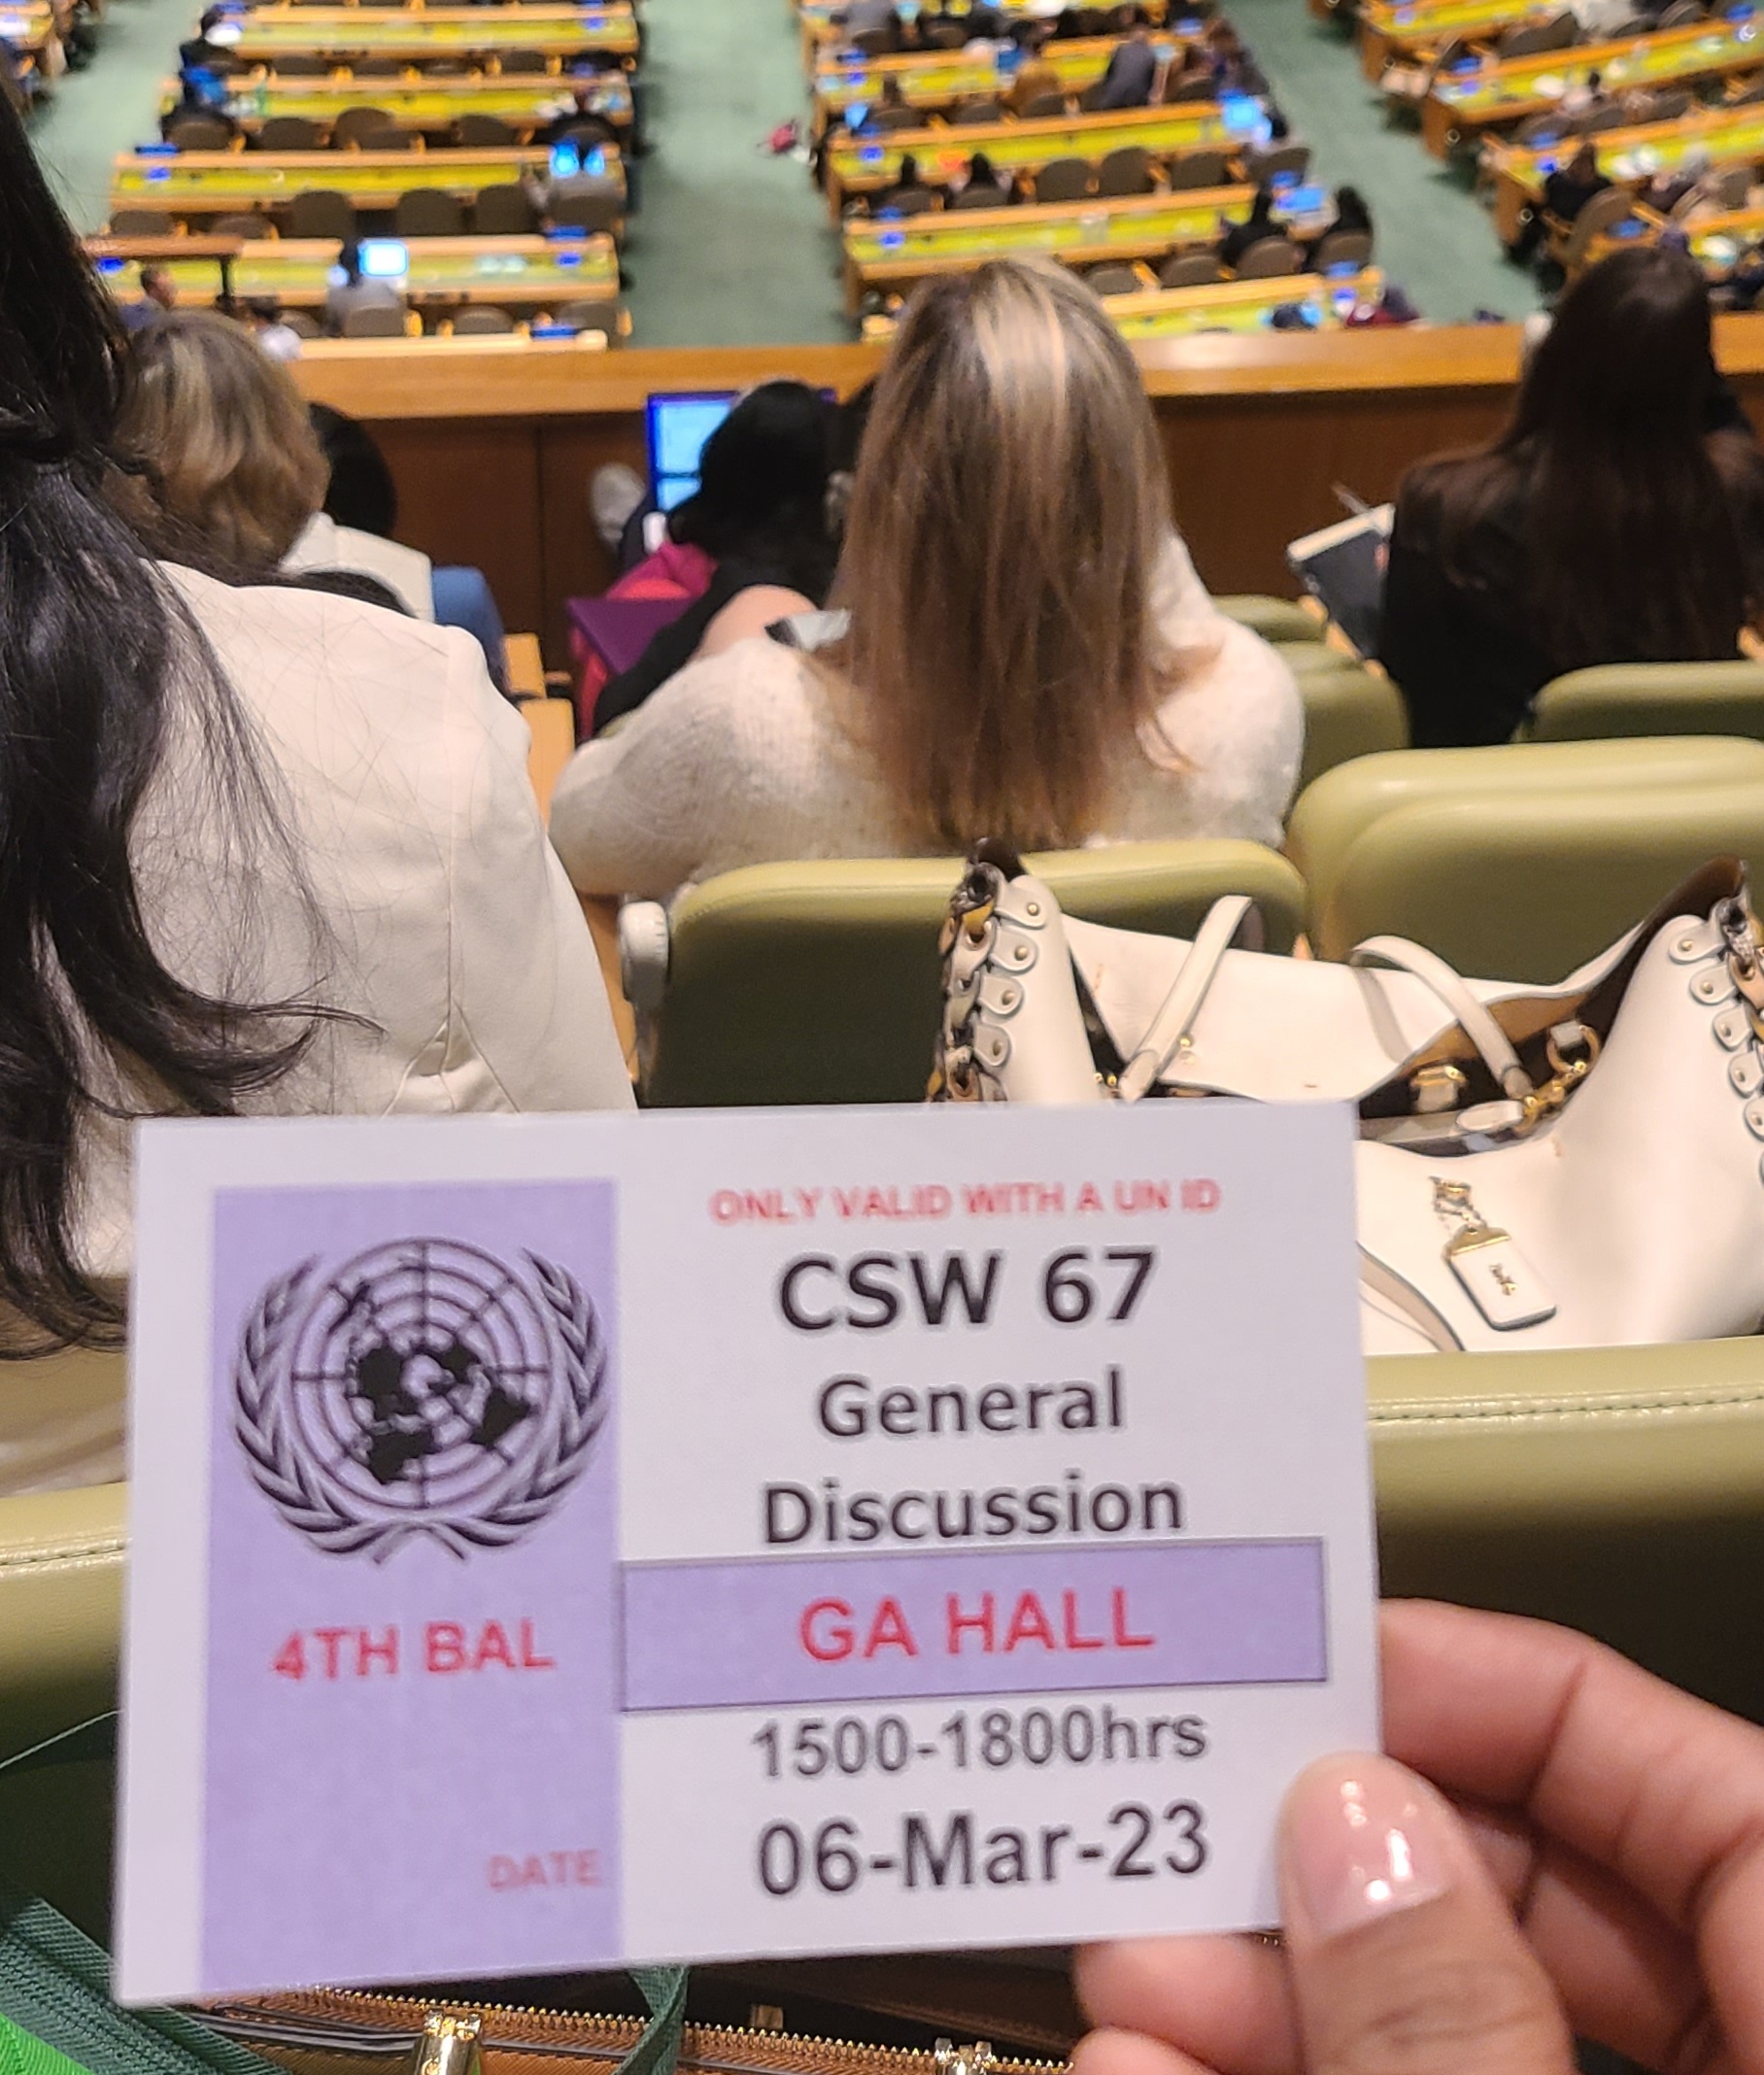 ONLY VALID WITH A UN ID
CSW 67
General
Discussion
GA HALL
4TH BAL
1500-1800hrs
06-Mar-23
DATE